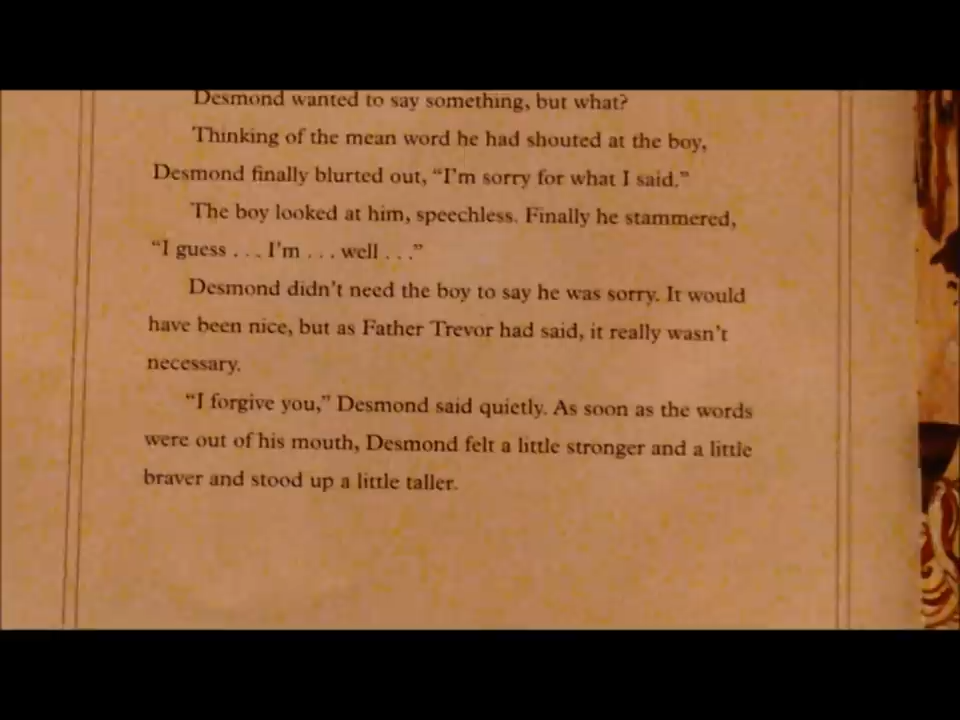 Desmond wanted to say something, but what?
Thinking of the mean word he had shouted at the boy,
Desmond finally blurted out, “I’m sorry for what I said.”
The boy looked at him, speechless. Finally he stammered,
“I guess . . . I’m . . . well . . .”
Desmond didn’t need the boy to say he was sorry. It would
have been nice, but as Father Trevor had said, it really wasn’t
necessary.
“I forgive you,” Desmond said quietly. As soon as the words
were out of his mouth, Desmond felt a little stronger and a little
braver and stood up a little taller.